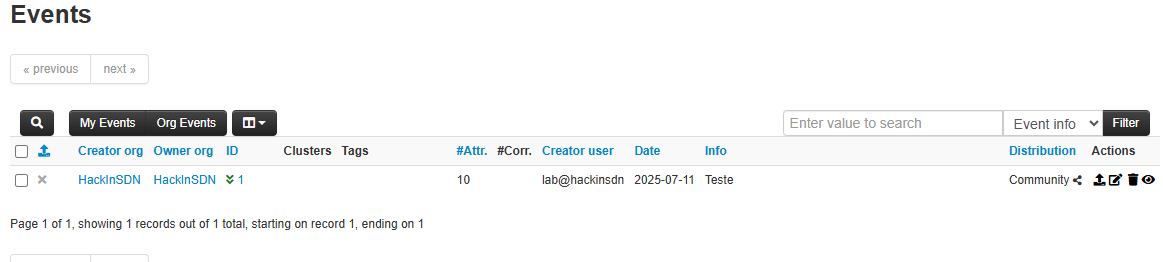 Events
« previous next »
My Events Org Events Enter value to search Event info Filter
Creator org Owner org ID Clusters Tags #Attr. #Corr. Creator user Date Info Distribution Actions
HackInSDN HackInSDN 1 10 lab@hackinsdn 2025-07-11 Teste Community
Page 1 of 1, showing 1 records out of 1 total, starting on record 1, ending on 1